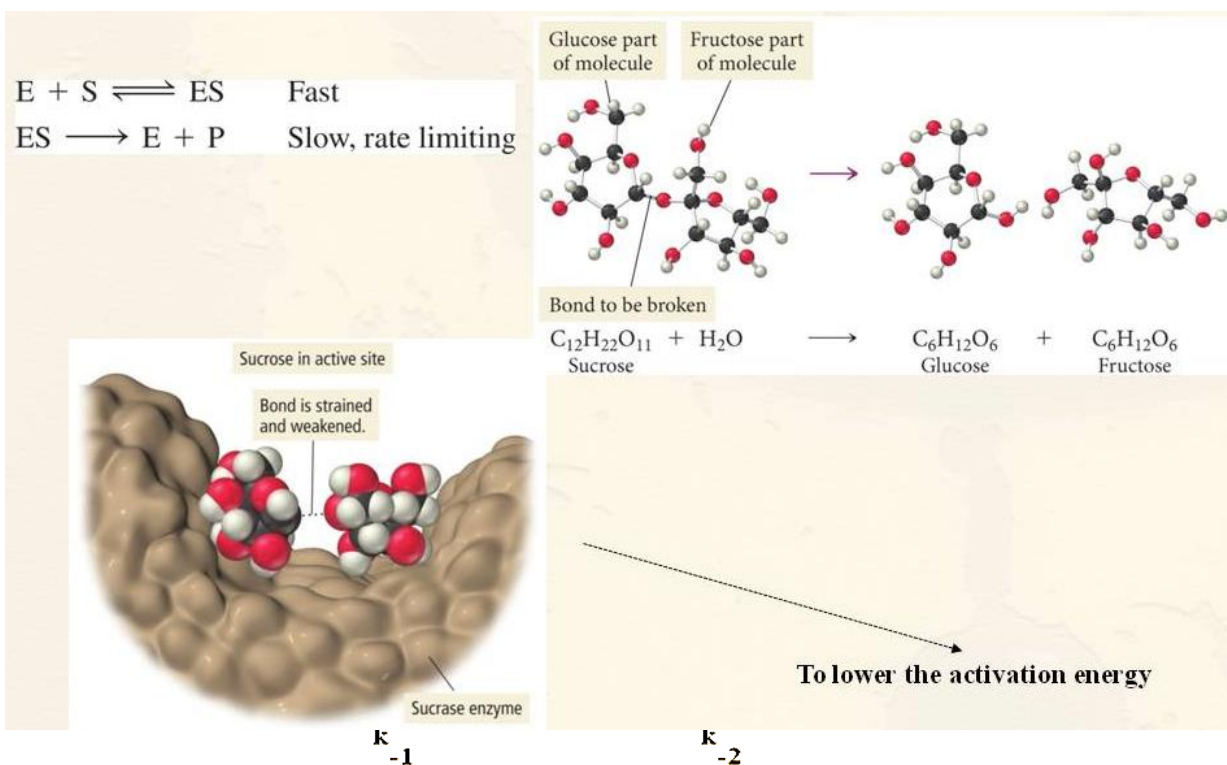 E + S ⇌ ES Fast
ES ⟶ E + P Slow, rate limiting
Glucose part
of molecule
Fructose part
of molecule
Bond to be broken
C₁₂H₂₂O₁₁ + H₂O ⟶ C₆H₁₂O₆ + C₆H₁₂O₆
Sucrose Glucose Fructose
Sucrose in active site
Bond is strained
and weakened.
Sucrase enzyme
To lower the activation energy
k
-1
k
-2